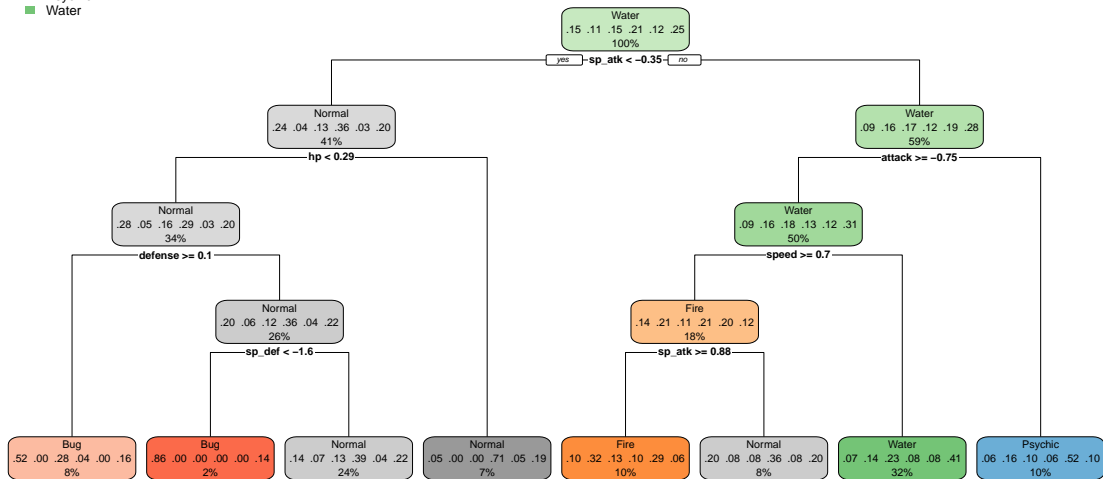 Water
Water
.15 .11 .15 .21 .12 .25
100%
yes sp_atk < −0.35 no
Normal
.24 .04 .13 .36 .03 .20
41%
hp < 0.29
Water
.09 .16 .17 .12 .19 .28
59%
attack >= −0.75
Normal
.28 .05 .16 .29 .03 .20
34%
defense >= 0.1
Water
.09 .16 .18 .13 .12 .31
50%
speed >= 0.7
Normal
.20 .06 .12 .36 .04 .22
26%
sp_def < −1.6
Fire
.14 .21 .11 .21 .20 .12
18%
sp_atk >= 0.88
Bug
.52 .00 .28 .04 .00 .16
8%
Bug
.86 .00 .00 .00 .00 .14
2%
Normal
.14 .07 .13 .39 .04 .22
24%
Normal
.05 .00 .00 .71 .05 .19
7%
Fire
.10 .32 .13 .10 .29 .06
10%
Normal
.20 .08 .08 .36 .08 .20
8%
Water
.07 .14 .23 .08 .08 .41
32%
Psychic
.06 .16 .10 .06 .52 .10
10%